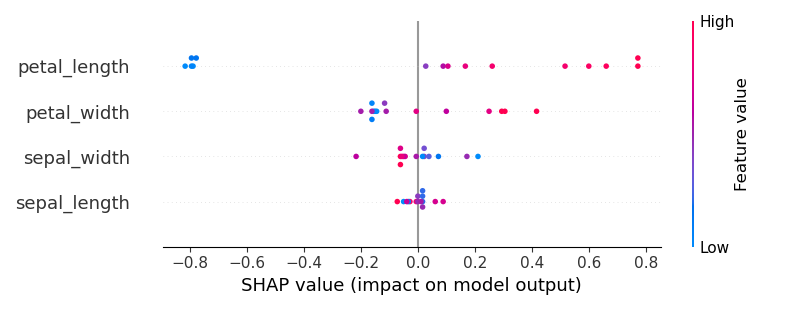 High
petal_length
petal_width
sepal_width
sepal_length
Feature value
Low
−0.8 −0.6 −0.4 −0.2 0.0 0.2 0.4 0.6 0.8
SHAP value (impact on model output)